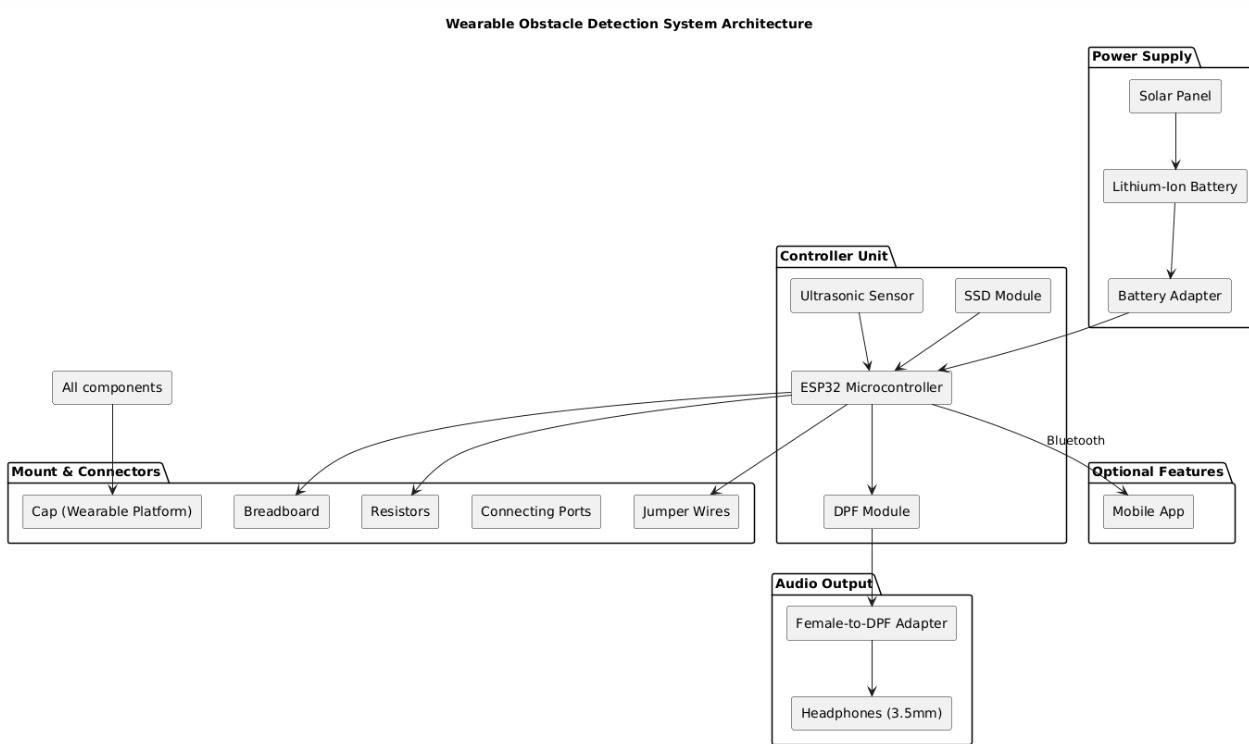 Wearable Obstacle Detection System Architecture
Power Supply
Solar Panel
Lithium-Ion Battery
Battery Adapter
Controller Unit
Ultrasonic Sensor
SSD Module
ESP32 Microcontroller
All components
Bluetooth
Mount & Connectors
Cap (Wearable Platform)
Breadboard
Resistors
Connecting Ports
Jumper Wires
DPF Module
Optional Features
Mobile App
Audio Output
Female-to-DPF Adapter
Headphones (3.5mm)